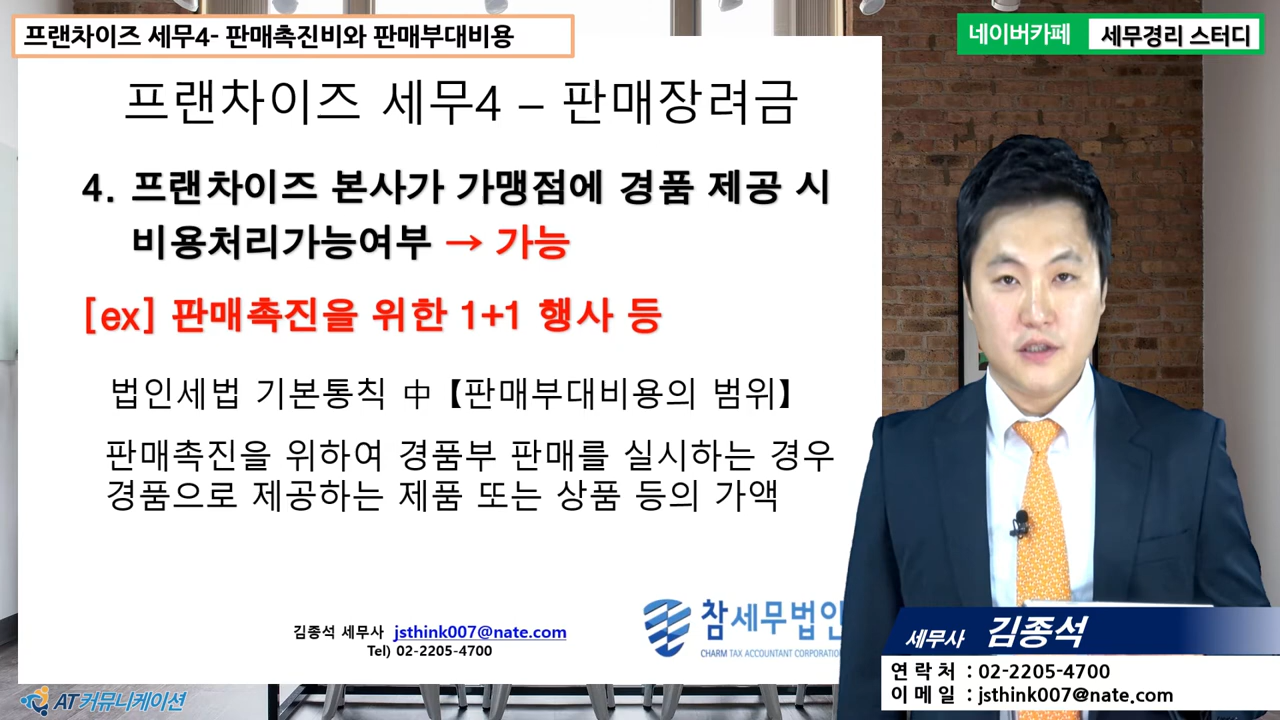 프랜차이즈 세무4- 판매촉진비와 판매부대비용
네이버카페 세무경리 스터디
프랜차이즈 세무4 – 판매장려금
4. 프랜차이즈 본사가 가맹점에 경품 제공 시
비용처리가능여부 → 가능
[ex] 판매촉진을 위한 1+1 행사 등
법인세법 기본통칙 中【판매부대비용의 범위】
판매촉진을 위하여 경품부 판매를 실시하는 경우
경품으로 제공하는 제품 또는 상품 등의 가액
김종석 세무사 jsthink007@nate.com
Tel) 02-2205-4700
참세무법인
CHARM TAX ACCOUNTANT CORPORATION
세무사 김종석
연 락 처 : 02-2205-4700
이 메 일 : jsthink007@nate.com
AT커뮤니케이션